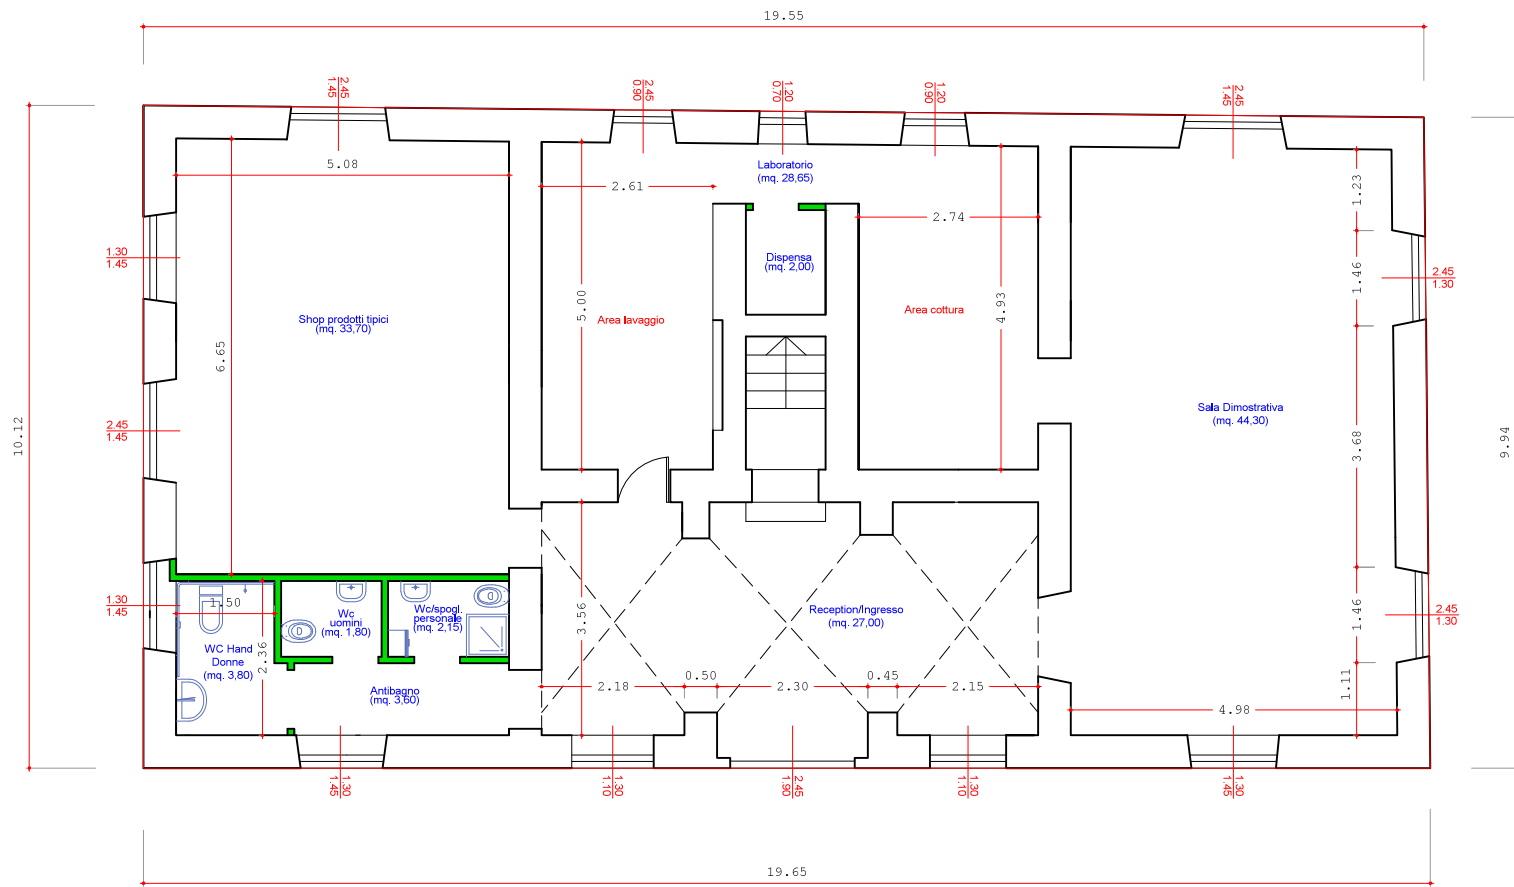 19.55
2.45
1.45
2.45
0.90
1.20
0.70
1.20
0.90
2.45
1.45
5.08
2.61
Laboratorio
(mq. 28,65)
2.74
1.23
1.30
1.45
Dispensa
(mq. 2,00)
1.46
2.45
1.30
Shop prodotti tipici
(mq. 33,70)
5.00
Area lavaggio
Area cottura
4.93
6.65
Sala Dimostrativa
(mq. 44,30)
2.45
1.45
10.12
3.68
9.94
1.30
1.45
1.50
Wc
uomini
(mq. 1,80)
Wc/spogl.
personale
(mq. 2,15)
3.56
Reception/Ingresso
(mq. 27,00)
1.46
2.45
1.30
WC Hand
Donne
(mq. 3,80)
2.36
Antibagno
(mq. 3,60)
2.18
0.50
2.30
0.45
2.15
1.11
4.98
1.30
1.45
1.30
1.10
2.45
1.90
1.30
1.10
1.30
1.45
19.65